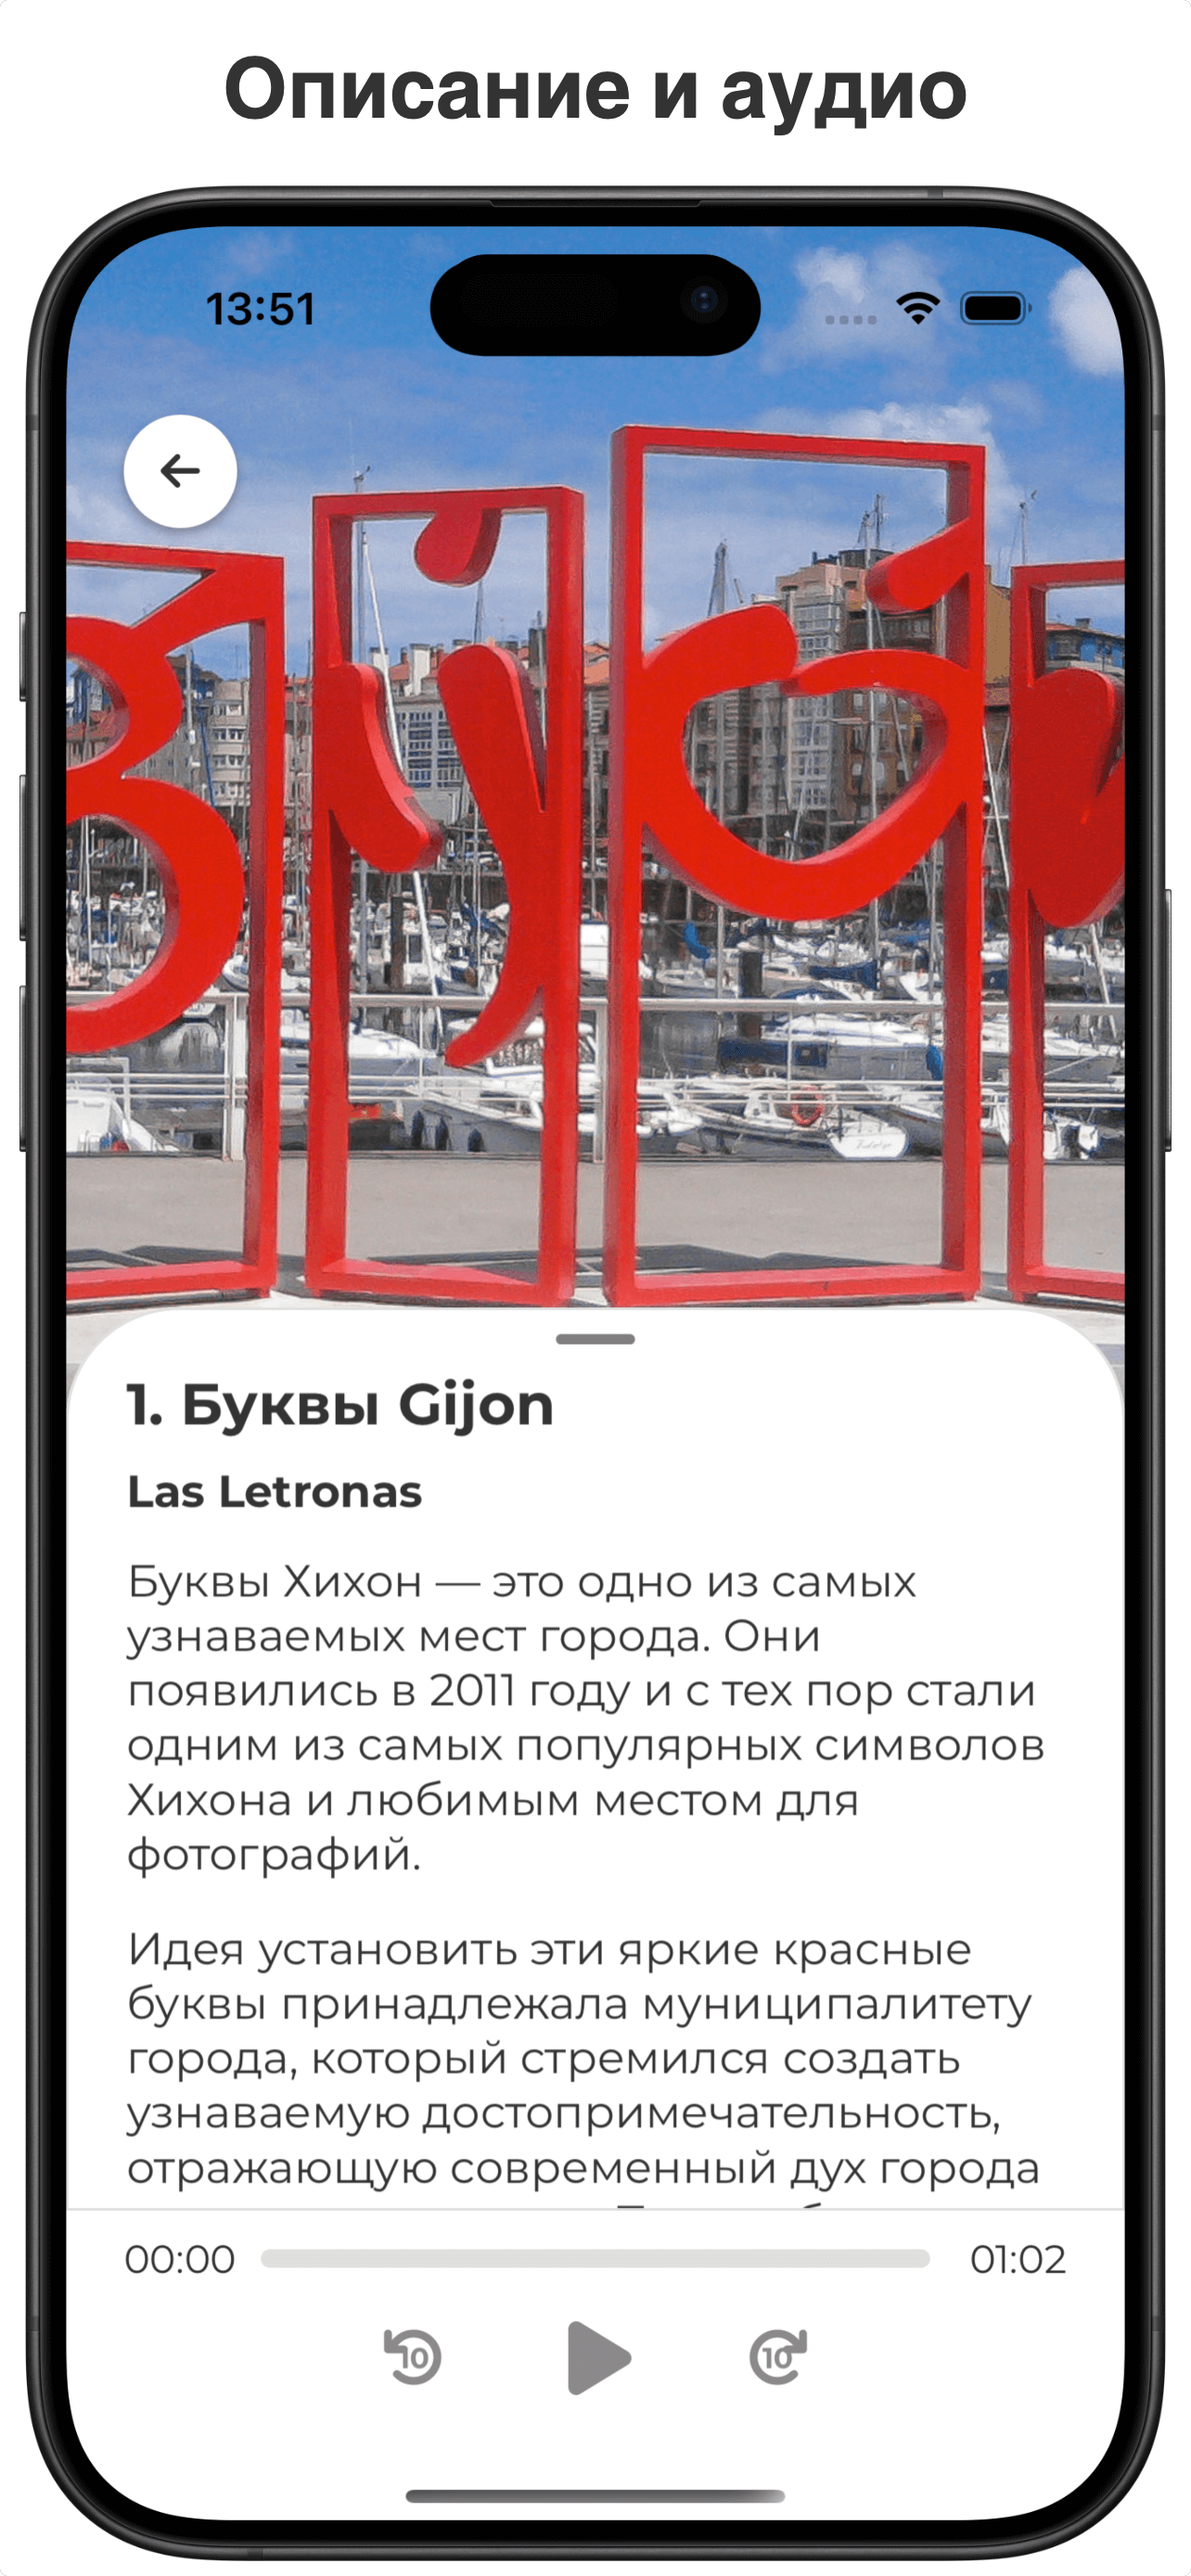 Описание и аудио
13:51
1. Буквы Gijon
Las Letronas
Буквы Хихон — это одно из самых
узнаваемых мест города. Они
появились в 2011 году и с тех пор стали
одним из самых популярных символов
Хихона и любимым местом для
фотографий.
Идея установить эти яркие красные
буквы принадлежала муниципалитету
города, который стремился создать
узнаваемую достопримечательность,
отражающую современный дух города
00:00
01:02
10
10